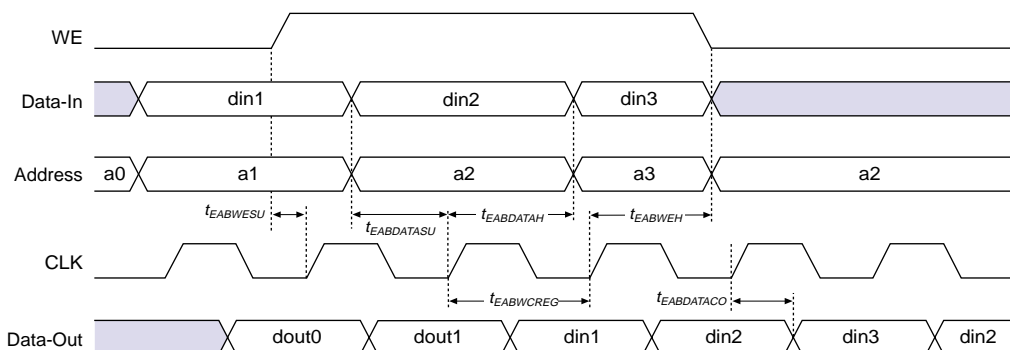 WE
Data-In din1 din2 din3
Address a0 a1 a2 a3 a2
tEABWESU tEABDATASU tEABDATAH tEABWEH
CLK
tEABWCREG tEABDATACO
Data-Out dout0 dout1 din1 din2 din3 din2